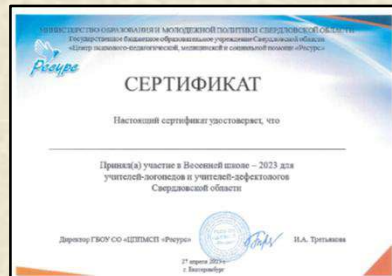 МИНИСТЕРСТВО ОБРАЗОВАНИЯ И МОЛОДЕЖНОЙ ПОЛИТИКИ СВЕРДЛОВСКОЙ ОБЛАСТИ
Государственное бюджетное образовательное учреждение Свердловской области
«Центр психолого-педагогической, медицинской и социальной помощи «Ресурс»
Ресурс
СЕРТИФИКАТ
Настоящий сертификат удостоверяет, что
Принял(а) участие в Весенней школе – 2023 для
учителей-логопедов и учителей-дефектологов
Свердловской области
Директор ГБОУ СО «ЦППМСП «Ресурс» И.А. Третьякова
27 апреля 2023 г.
г. Екатеринбург